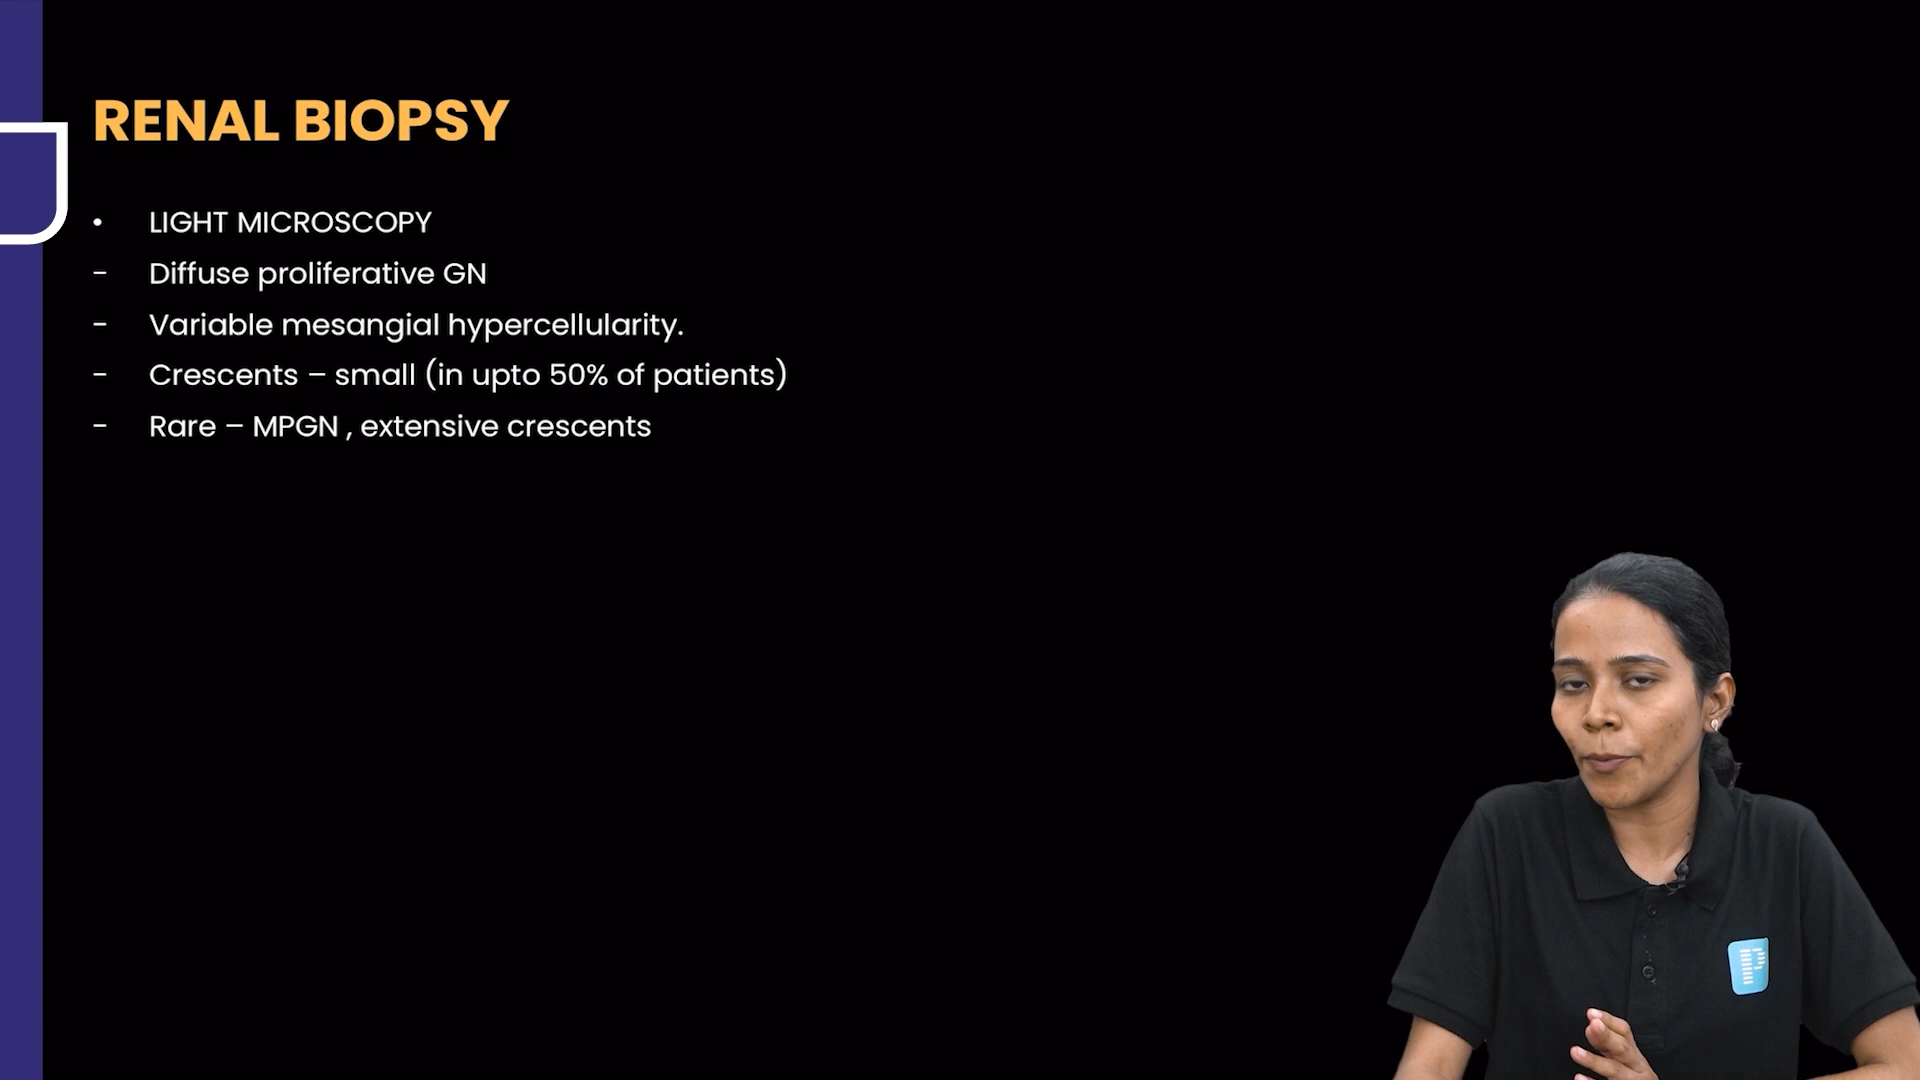 RENAL BIOPSY
• LIGHT MICROSCOPY
- Diffuse proliferative GN
- Variable mesangial hypercellularity.
- Crescents – small (in upto 50% of patients)
- Rare – MPGN , extensive crescents
P